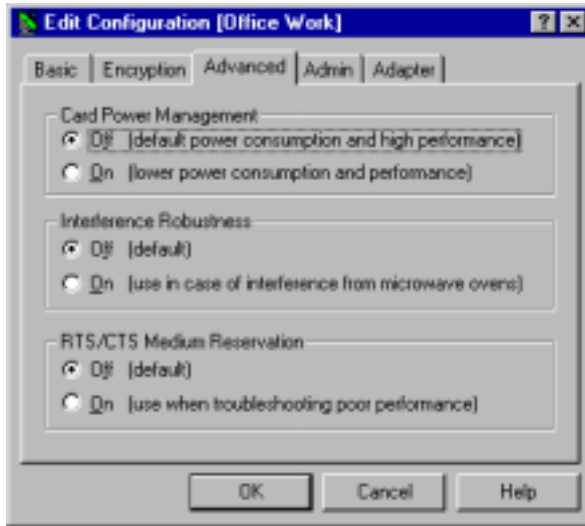 Edit Configuration [Office Work]
? ×
Basic Encryption Advanced Admin Adapter
Card Power Management
Off (default power consumption and high performance)
On (lower power consumption and performance)
Interference Robustness
Off (default)
On (use in case of interference from microwave ovens)
RTS/CTS Medium Reservation
Off (default)
On (use when troubleshooting poor performance)
OK Cancel Help